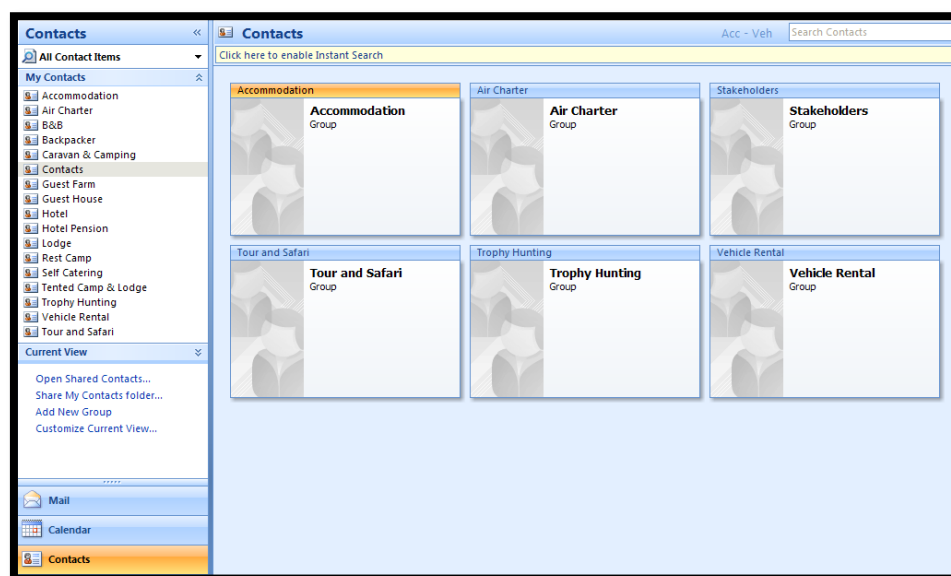 Contacts «
All Contact Items
My Contacts
Accommodation
Air Charter
B&B
Backpacker
Caravan & Camping
Contacts
Guest Farm
Guest House
Hotel
Hotel Pension
Lodge
Rest Camp
Self Catering
Tented Camp & Lodge
Trophy Hunting
Vehicle Rental
Tour and Safari
Current View
Open Shared Contacts...
Share My Contacts folder...
Add New Group
Customize Current View...
Mail
Calendar
Contacts
Contacts Acc - Veh Search Contacts
Click here to enable Instant Search
Accommodation
Accommodation
Group
Air Charter
Air Charter
Group
Stakeholders
Stakeholders
Group
Tour and Safari
Tour and Safari
Group
Trophy Hunting
Trophy Hunting
Group
Vehicle Rental
Vehicle Rental
Group